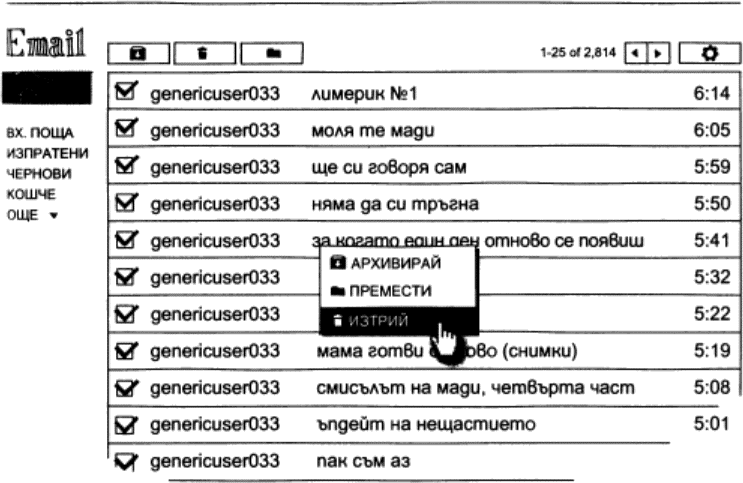 Email
1-25 of 2,814
ВХ. ПОЩА
ИЗПРАТЕНИ
ЧЕРНОВИ
КОШЧЕ
ОЩЕ
genericuser033 лимерик №1 6:14
genericuser033 моля те мади 6:05
genericuser033 ще си говоря сам 5:59
genericuser033 няма да си тръгна 5:50
genericuser033 за когато един ден отново се появиш 5:41
genericuser033 5:32
genericuser033 5:22
АРХИВИРАЙ
ПРЕМЕСТИ
ИЗТРИЙ
genericuser033 мама готви (снимки) 5:19
genericuser033 смисълът на мади, четвърта част 5:08
genericuser033 ъпдейт на нещастието 5:01
genericuser033 пак съм аз